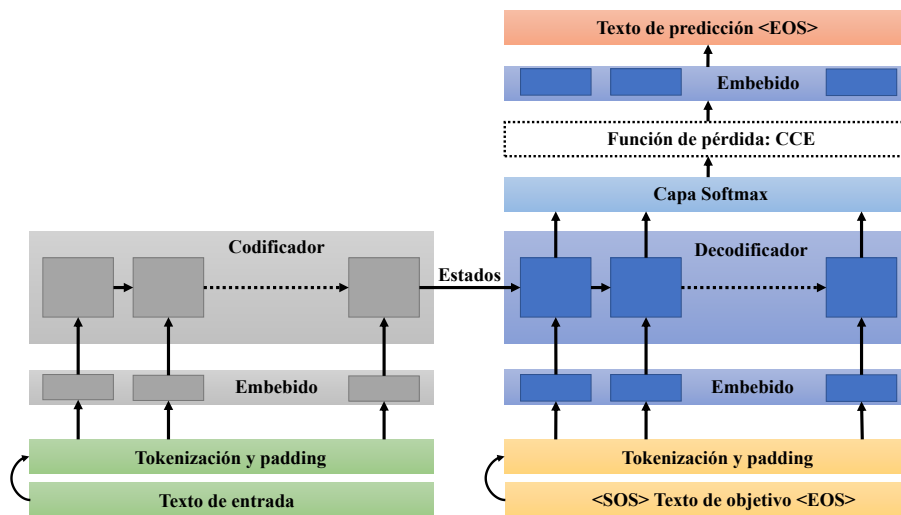 Texto de predicción <EOS>
Embebido
Función de pérdida: CCE
Capa Softmax
Codificador
Decodificador
Estados
Embebido
Embebido
Tokenización y padding
Tokenización y padding
Texto de entrada
<SOS> Texto de objetivo <EOS>